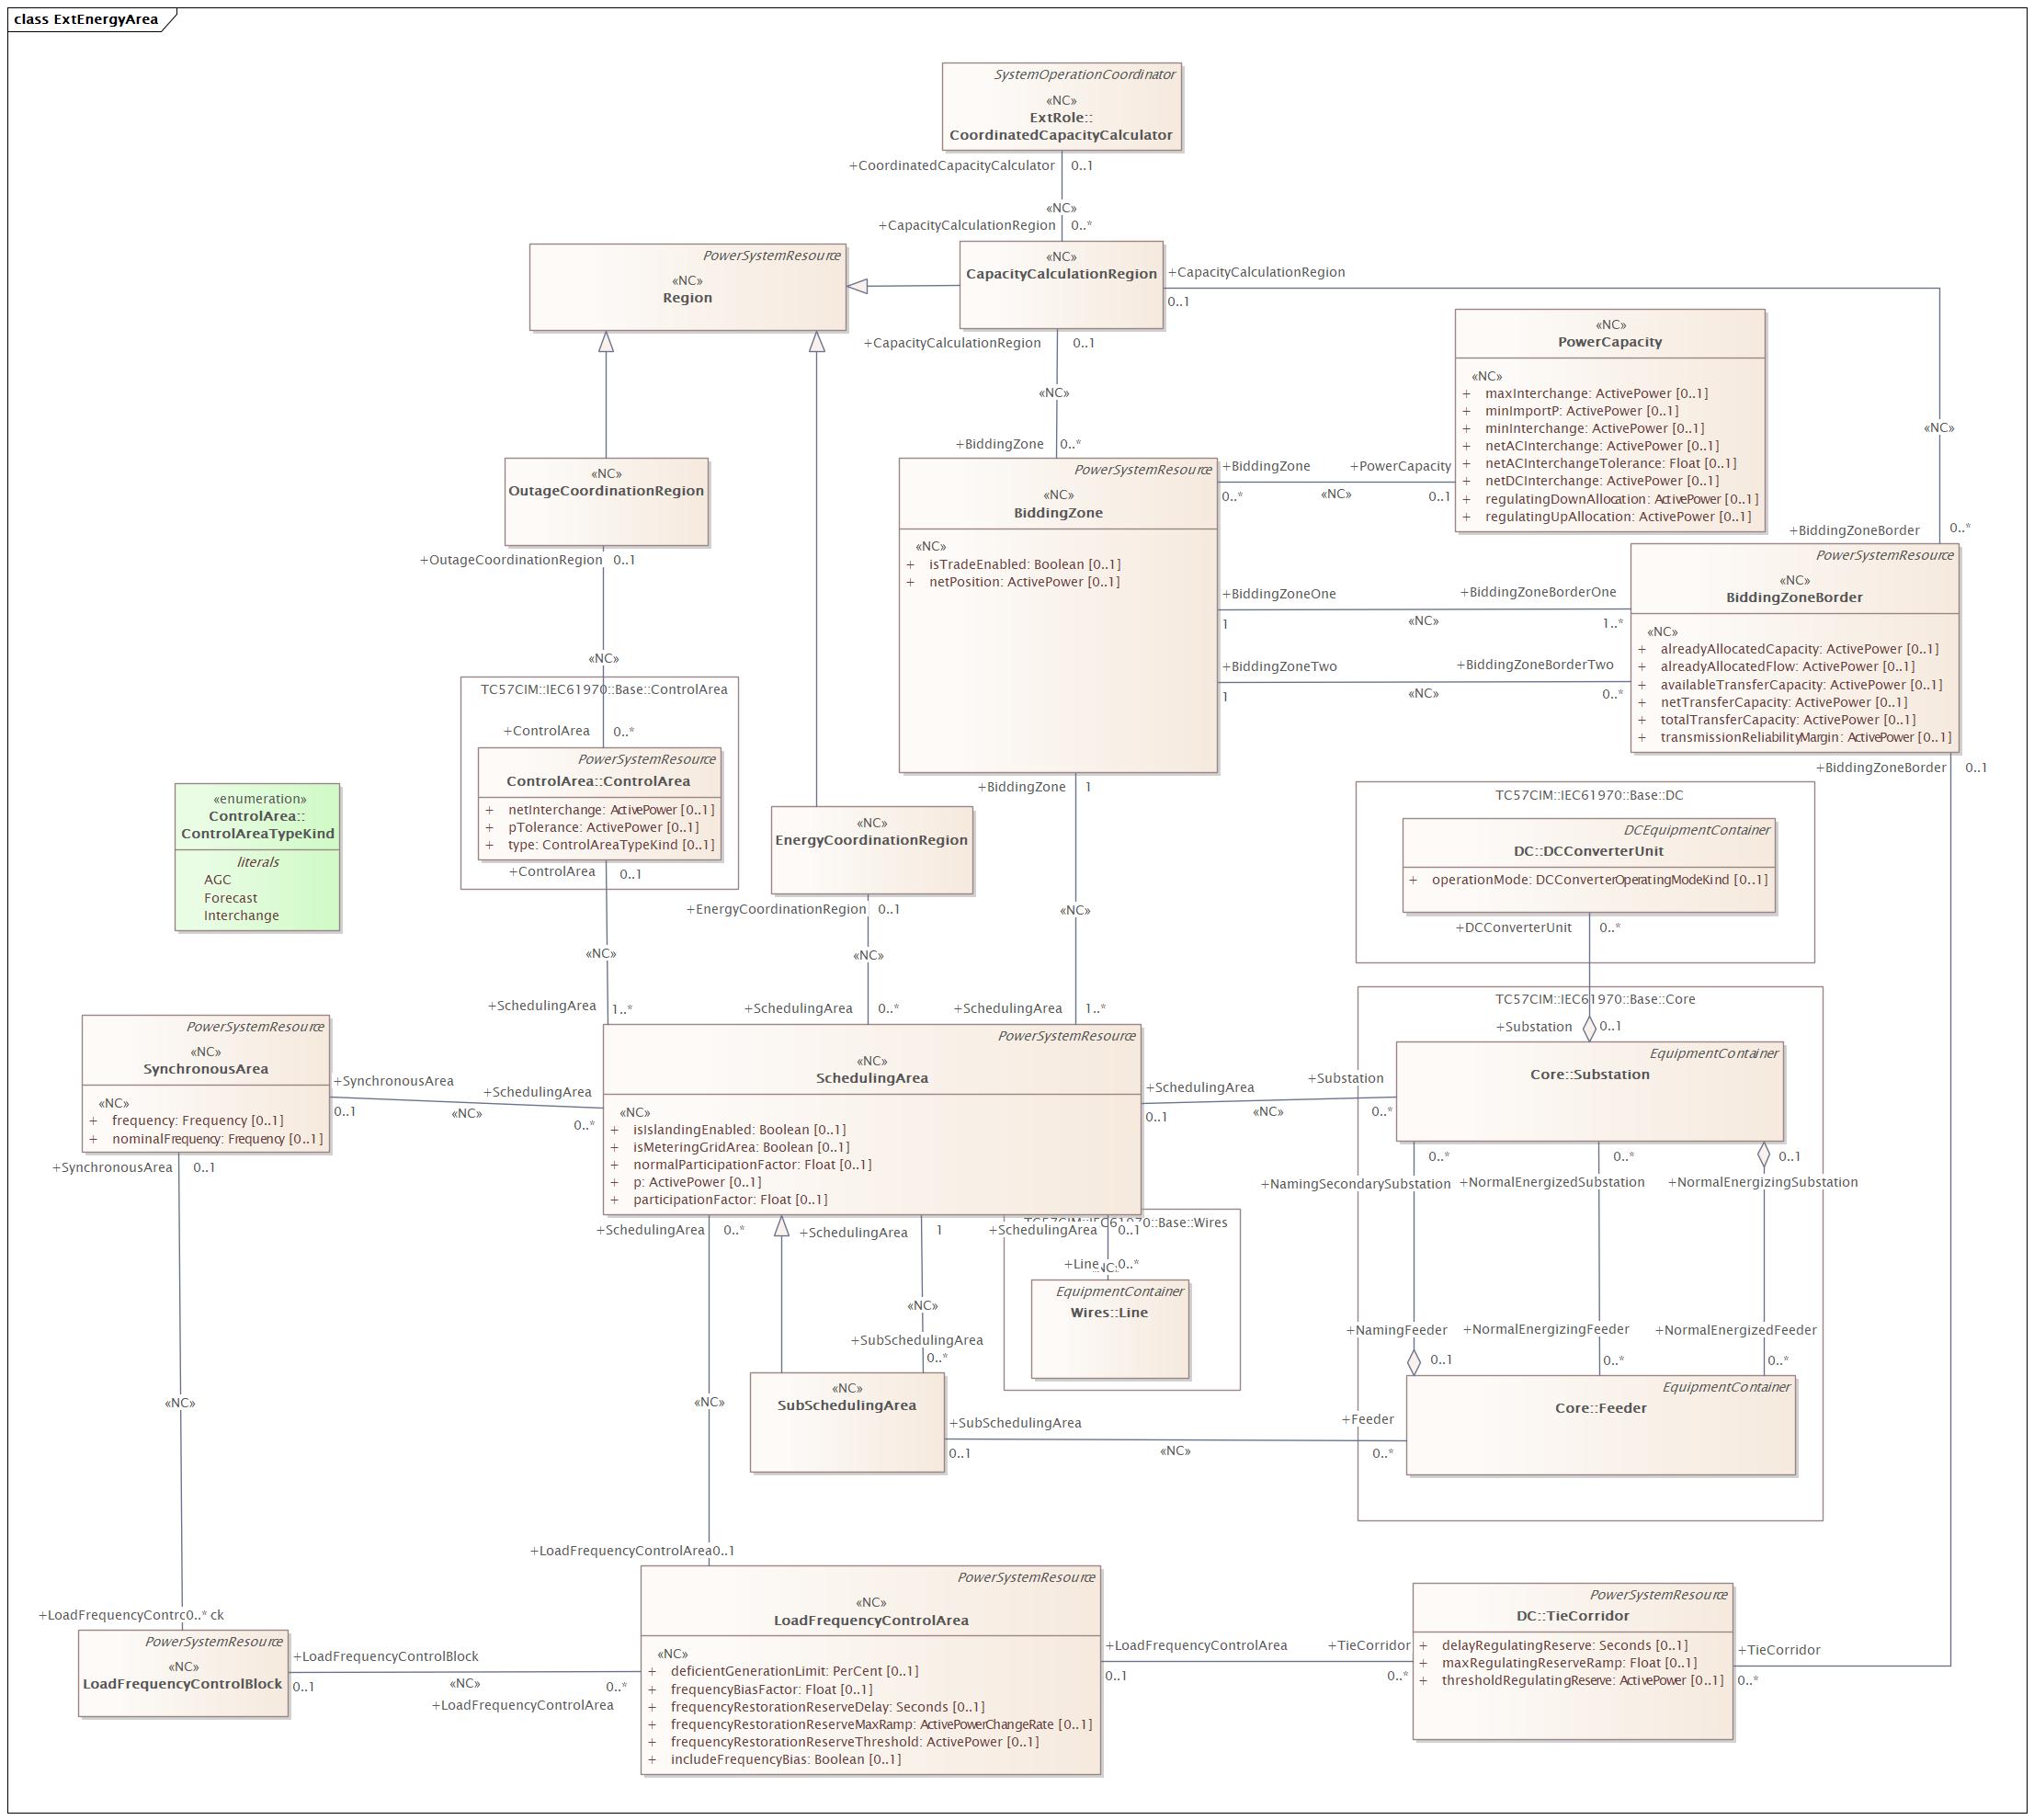 class ExtEnergyArea
SystemOperationCoordinator
«NC»
ExtRole::
CoordinatedCapacityCalculator
+CoordinatedCapacityCalculator 0..1
«NC»
+CapacityCalculationRegion 0..*
PowerSystemResource
«NC»
Region
«NC»
CapacityCalculationRegion
+CapacityCalculationRegion
0..1
+CapacityCalculationRegion 0..1
«NC»
+BiddingZone 0..*
«NC»
PowerCapacity
«NC»
+ maxInterchange: ActivePower [0..1]
+ minImportP: ActivePower [0..1]
+ minInterchange: ActivePower [0..1]
+ netACInterchange: ActivePower [0..1]
+ netACInterchangeTolerance: Float [0..1]
+ netDCInterchange: ActivePower [0..1]
+ regulatingDownAllocation: ActivePower [0..1]
+ regulatingUpAllocation: ActivePower [0..1]
«NC»
+BiddingZoneBorder 0..*
«NC»
OutageCoordinationRegion
+OutageCoordinationRegion 0..1
«NC»
PowerSystemResource
«NC»
BiddingZone
«NC»
+ isTradeEnabled: Boolean [0..1]
+ netPosition: ActivePower [0..1]
+BiddingZone +PowerCapacity
0..* «NC» 0..1
+BiddingZoneOne +BiddingZoneBorderOne
1 «NC» 1..*
+BiddingZoneTwo +BiddingZoneBorderTwo
1 «NC» 0..*
PowerSystemResource
«NC»
BiddingZoneBorder
«NC»
+ alreadyAllocatedCapacity: ActivePower [0..1]
+ alreadyAllocatedFlow: ActivePower [0..1]
+ availableTransferCapacity: ActivePower [0..1]
+ netTransferCapacity: ActivePower [0..1]
+ totalTransferCapacity: ActivePower [0..1]
+ transmissionReliabilityMargin: ActivePower [0..1]
+BiddingZoneBorder 0..1
TC57CIM::IEC61970::Base::ControlArea
+ControlArea 0..*
PowerSystemResource
ControlArea::ControlArea
+ netInterchange: ActivePower [0..1]
+ pTolerance: ActivePower [0..1]
+ type: ControlAreaTypeKind [0..1]
+ControlArea 0..1
«NC»
+SchedulingArea 1..*
«enumeration»
ControlArea::
ControlAreaTypeKind
literals
AGC
Forecast
Interchange
«NC»
EnergyCoordinationRegion
+EnergyCoordinationRegion 0..1
«NC»
+SchedulingArea 0..*
+BiddingZone 1
«NC»
+SchedulingArea 1..*
TC57CIM::IEC61970::Base::DC
DCEquipmentContainer
DC::DCConverterUnit
+ operationMode: DCConverterOperatingModeKind [0..1]
+DCConverterUnit 0..*
TC57CIM::IEC61970::Base::Core
+Substation 0..1
EquipmentContainer
Core::Substation
PowerSystemResource
«NC»
SynchronousArea
«NC»
+ frequency: Frequency [0..1]
+ nominalFrequency: Frequency [0..1]
+SynchronousArea +SchedulingArea
0..1 «NC» 0..*
PowerSystemResource
«NC»
SchedulingArea
«NC»
+ isIslandingEnabled: Boolean [0..1]
+ isMeteringGridArea: Boolean [0..1]
+ normalParticipationFactor: Float [0..1]
+ p: ActivePower [0..1]
+ participationFactor: Float [0..1]
+SchedulingArea +Substation
0..1 «NC» 0..*
+SynchronousArea 0..1
«NC»
0..* 0..* 0..1
+NamingSecondarySubstation +NormalEnergizedSubstation +NormalEnergizingSubstation
+SchedulingArea 0..*
«NC»
+SchedulingArea 1
«NC»
+SubSchedulingArea
0..*
TC57CIM::IEC61970::Base::Wires
+SchedulingArea 0..1
+Line 0..*
EquipmentContainer
Wires::Line
+NamingFeeder +NormalEnergizingFeeder +NormalEnergizedFeeder
0..1 0..* 0..*
«NC»
SubSchedulingArea
+SubSchedulingArea +Feeder
0..1 «NC» 0..*
EquipmentContainer
Core::Feeder
+LoadFrequencyControlArea0..1
+LoadFrequencyContrc0..* ck
PowerSystemResource
«NC»
LoadFrequencyControlBlock
+LoadFrequencyControlBlock
0..1 «NC» 0..*
+LoadFrequencyControlArea
PowerSystemResource
«NC»
LoadFrequencyControlArea
«NC»
+ deficientGenerationLimit: PerCent [0..1]
+ frequencyBiasFactor: Float [0..1]
+ frequencyRestorationReserveDelay: Seconds [0..1]
+ frequencyRestorationReserveMaxRamp: ActivePowerChangeRate [0..1]
+ frequencyRestorationReserveThreshold: ActivePower [0..1]
+ includeFrequencyBias: Boolean [0..1]
+LoadFrequencyControlArea +TieCorridor
0..1 0..*
PowerSystemResource
DC::TieCorridor
+ delayRegulatingReserve: Seconds [0..1]
+ maxRegulatingReserveRamp: Float [0..1]
+ thresholdRegulatingReserve: ActivePower [0..1]
+TieCorridor
0..*